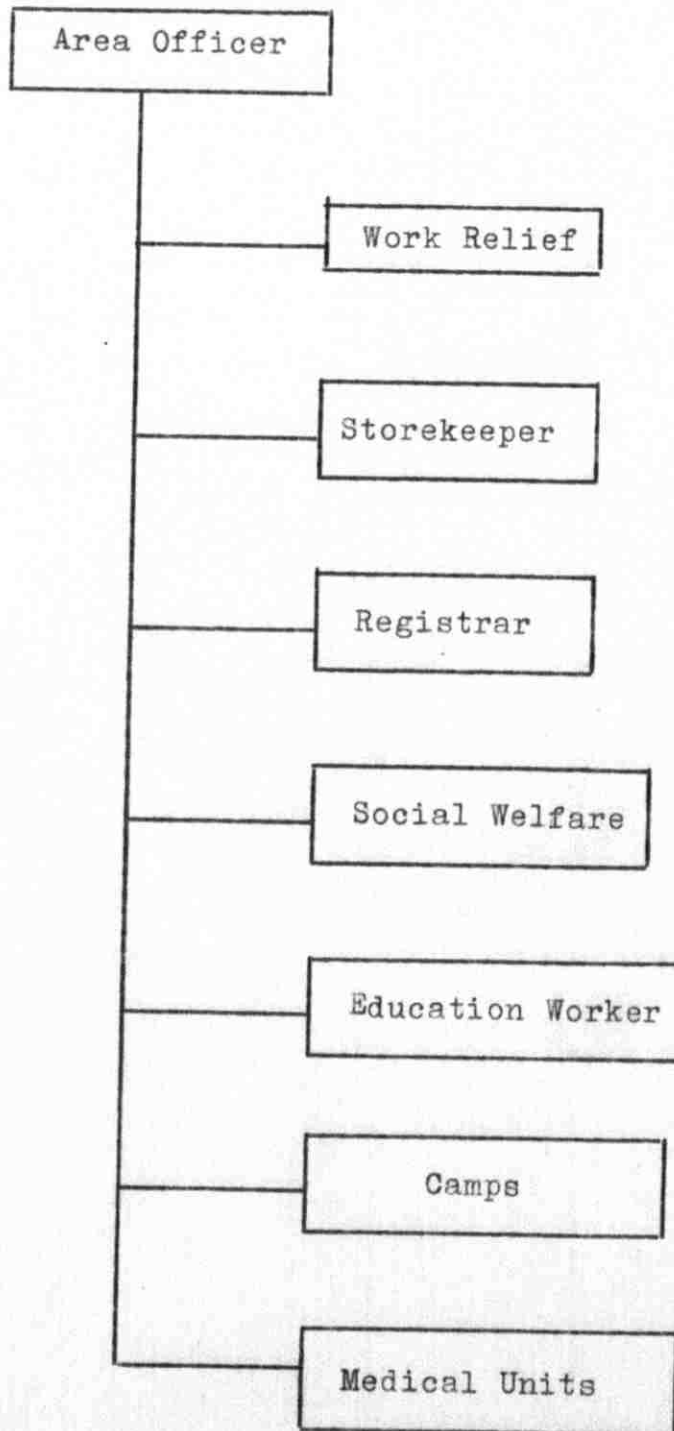 Area Officer
Work Relief
Storekeeper
Registrar
Social Welfare
Education Worker
Camps
Medical Units